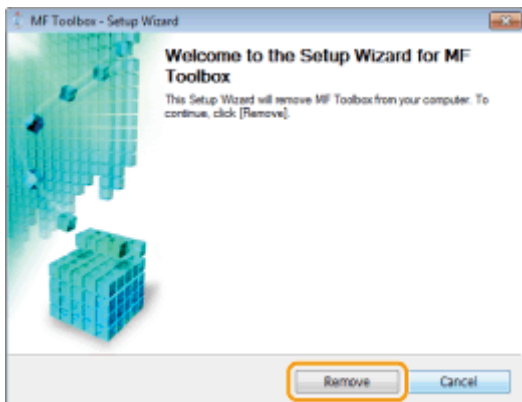 MF Toolbox - Setup Wizard
Welcome to the Setup Wizard for MF
Toolbox
This Setup Wizard will remove MF Toolbox from your computer. To
continue, click [Remove].
Remove
Cancel